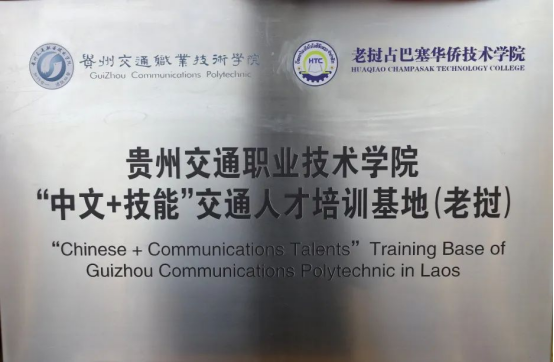 貴州交通職業技術學院
GuiZhou Communications Polytechnic
HTC
老挝占巴塞华侨技术学院
HUAQIAO CHAMPASAK TECHNOLOGY COLLEGE
贵州交通职业技术学院
“中文+技能”交通人才培训基地(老挝)
“Chinese + Communications Talents” Training Base of
Guizhou Communications Polytechnic in Laos